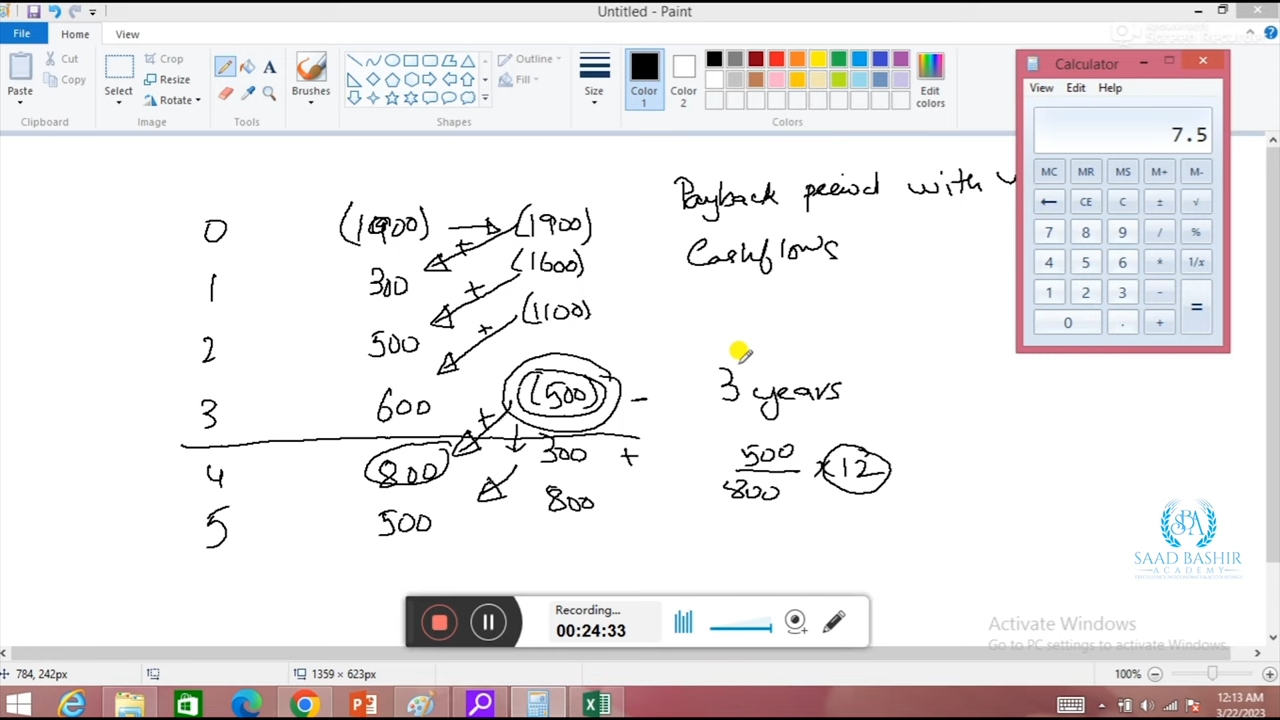 Untitled - Paint
File Home View
Cut
Copy
Paste
Clipboard
Crop
Resize
Rotate
Select
Image
Tools
Brushes
Outline
Fill
Shapes
Size
Color 1
Color 2
Edit colors
Colors
Calculator
View Edit Help
7.5
MC MR MS M+ M-
← CE C ± √
7 8 9 / %
4 5 6 * 1/x
1 2 3 - =
0 . +
Payback period with
Cashflows
0 (1900) (1900)
1 300 + (1600)
2 500 + (1100)
3 600 + (500) -
4 800 + 300 +
5 500 800
3 years
500
800 × 12
SBA
SAAD BASHIR
ACADEMY
Recording...
00:24:33
Activate Windows
Go to PC settings to activate Windows.
784, 242px
1359 × 623px
100%
12:13 AM
3/22/2023